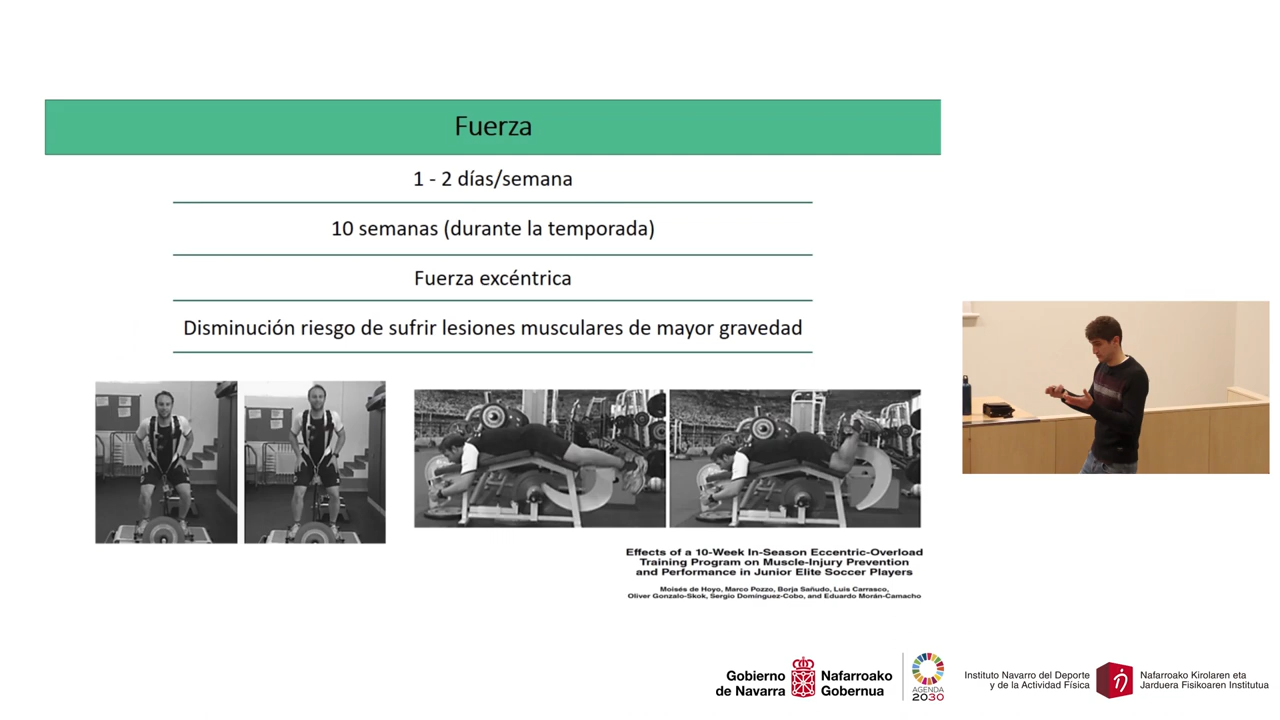 Fuerza
1 - 2 días/semana
10 semanas (durante la temporada)
Fuerza excéntrica
Disminución riesgo de sufrir lesiones musculares de mayor gravedad
Effects of a 10-Week In-Season Eccentric-Overload
Training Program on Muscle-Injury Prevention
and Performance in Junior Elite Soccer Players
Moisés de Hoyo, Marco Pozzo, Borja Sañudo, Luis Carrasco,
Oliver Gonzalo-Skok, Sergio Domínguez-Cobo, and Eduardo Morán-Camacho
Gobierno
de Navarra
Nafarroako
Gobernua
AGENDA
2030
Instituto Navarro del Deporte
y de la Actividad Física
Nafarroako Kirolaren eta
Jarduera Fisikoaren Institutua